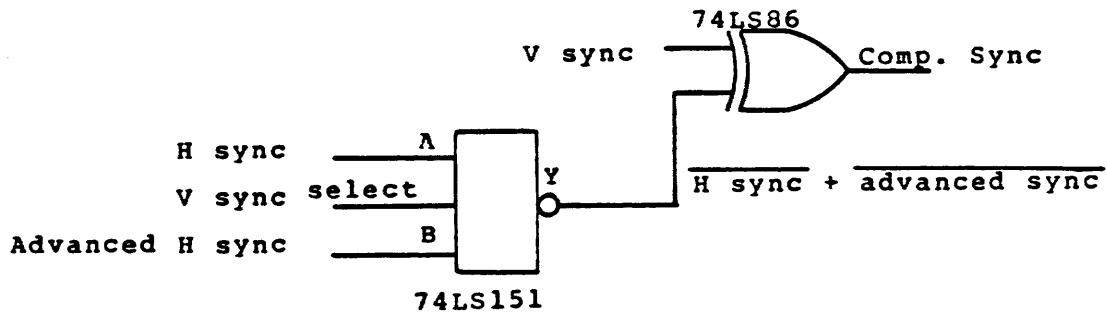 74LS86
V sync
Comp. Sync
H sync
A
V sync
select
Y
H sync + advanced sync
Advanced H sync
B
74LS151